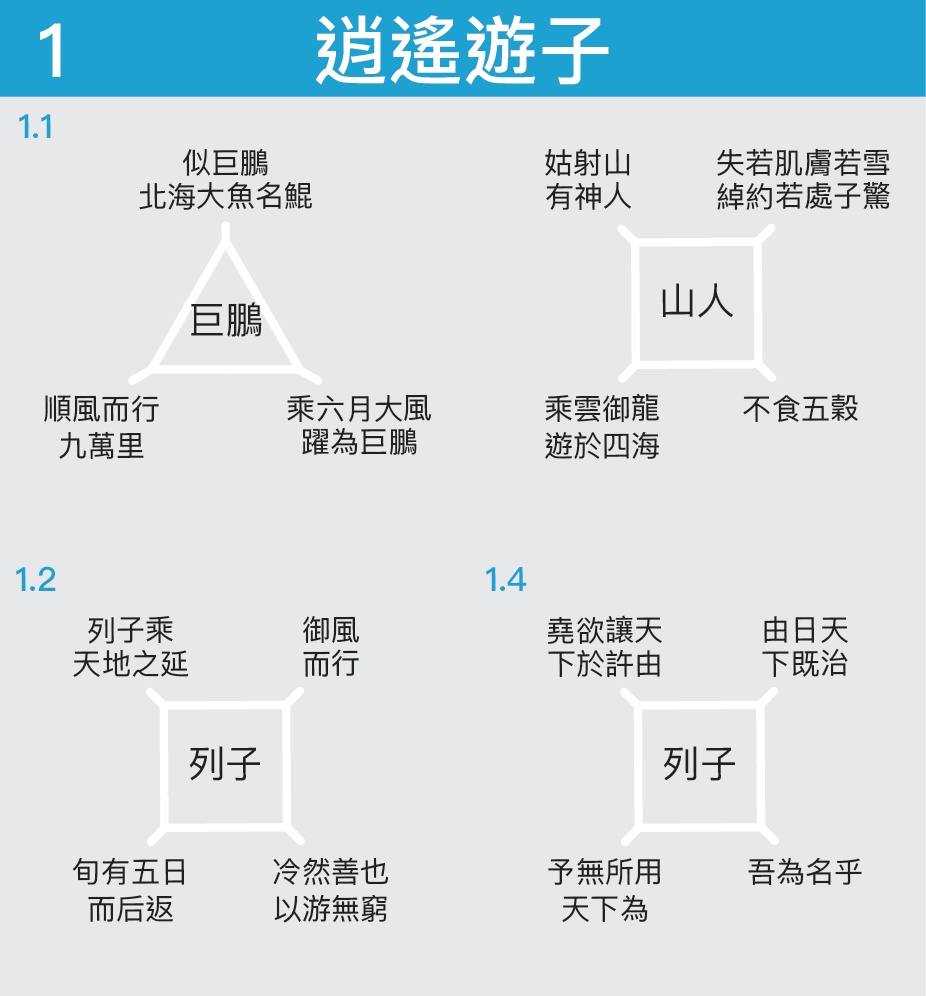 1
逍遙遊子
1.1
似巨鵬
北海大魚名鯤
巨鵬
順風而行
九萬里
乘六月大風
躍為巨鵬
姑射山
有神人
失若肌膚若雪
綽約若處子驚
山人
乘雲御龍
遊於四海
不食五穀
1.2
列子乘
天地之延
御風
而行
列子
旬有五日
而后返
冷然善也
以游無窮
1.4
堯欲讓天
下於許由
由日天
下既治
列子
予無所用
天下為
吾為名乎